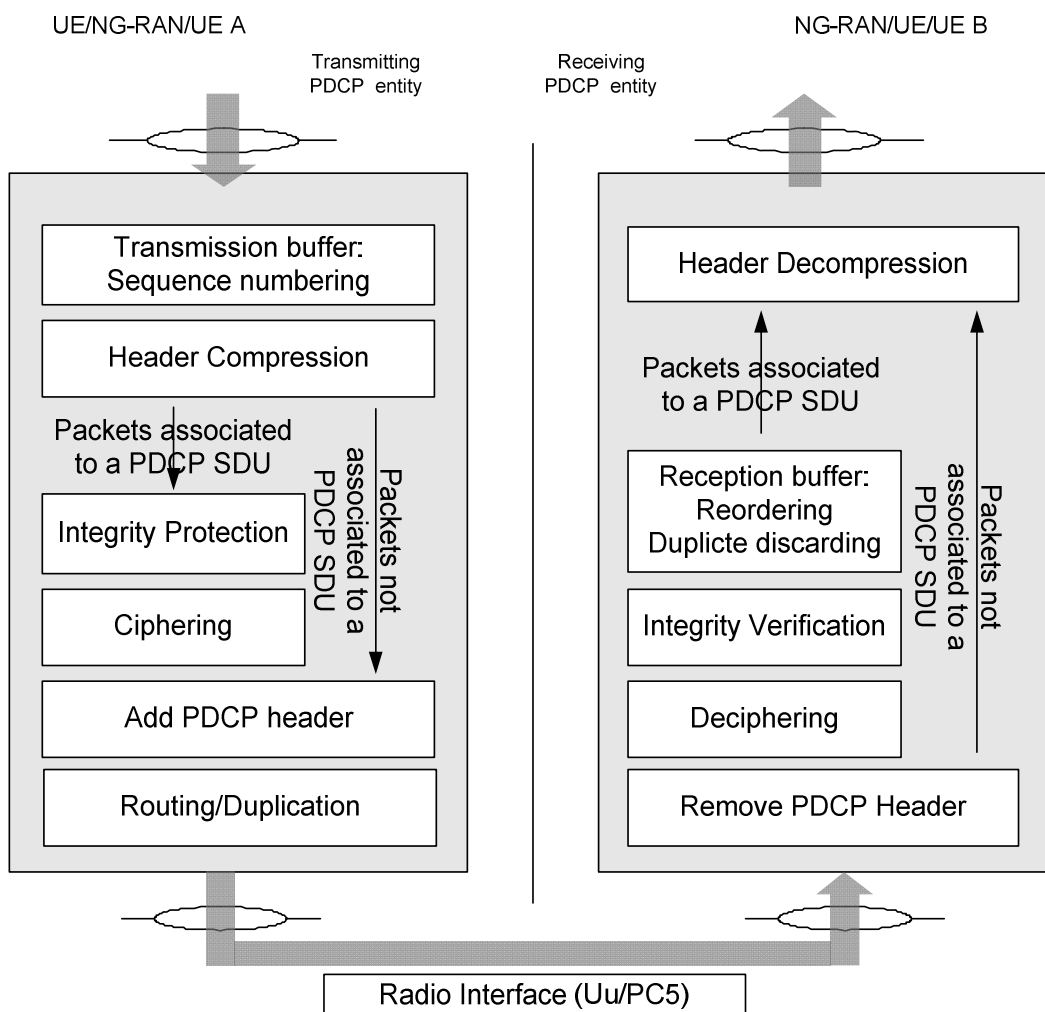 UE/NG-RAN/UE A
NG-RAN/UE/UE B
Transmitting
PDCP entity
Receiving
PDCP entity
Transmission buffer:
Sequence numbering
Header Compression
Packets associated
to a PDCP SDU
Packets not
associated to a
PDCP SDU
Integrity Protection
Ciphering
Add PDCP header
Routing/Duplication
Header Decompression
Packets associated
to a PDCP SDU
Reception buffer:
Reordering
Duplicte discarding
Packets not
associated to a
PDCP SDU
Integrity Verification
Deciphering
Remove PDCP Header
Radio Interface (Uu/PC5)